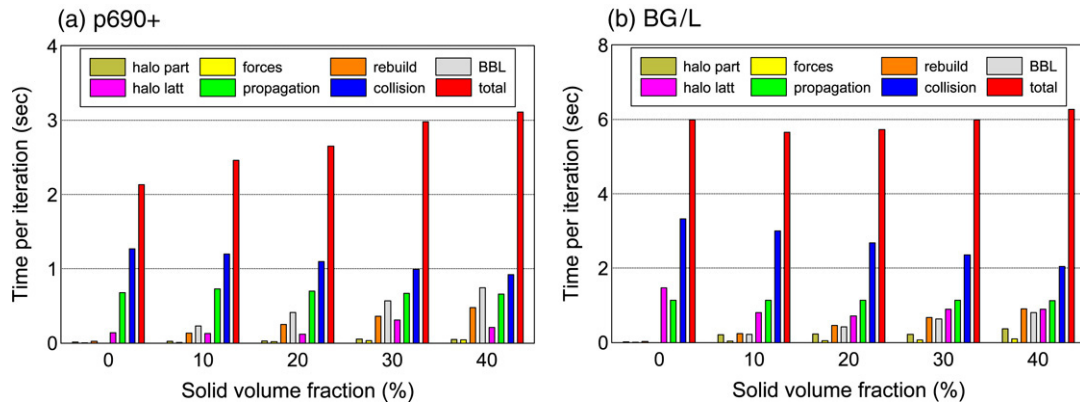 (a) p690+
4
3
2
1
0
Time per iteration (sec)
halo part
forces
rebuild
BBL
halo latt
propagation
collision
total
0 10 20 30 40
Solid volume fraction (%)
(b) BG/L
8
6
4
2
0
Time per iteration (sec)
halo part
forces
rebuild
BBL
halo latt
propagation
collision
total
0 10 20 30 40
Solid volume fraction (%)